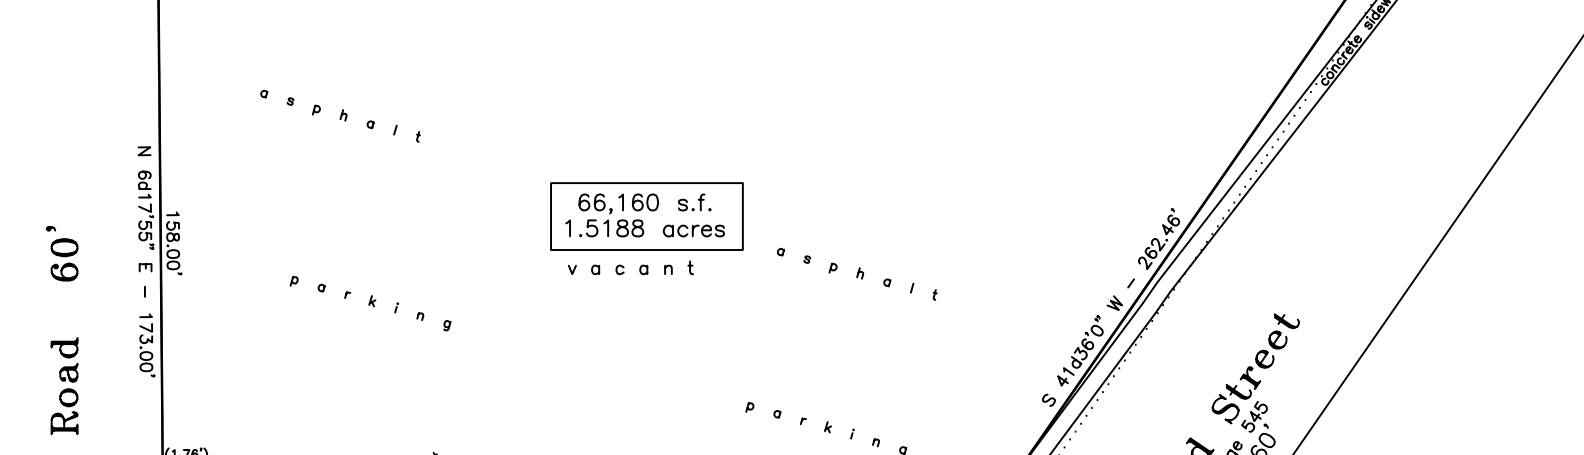 concrete sidew
asphalt
N 6d17'55" E – 173.00'
158.00'
Road 60'
66,160 s.f.
1.5188 acres
vacant
asphalt
S 41d36'0" W – 262.46'
parking
parking
Street
545
60'
(1.76')